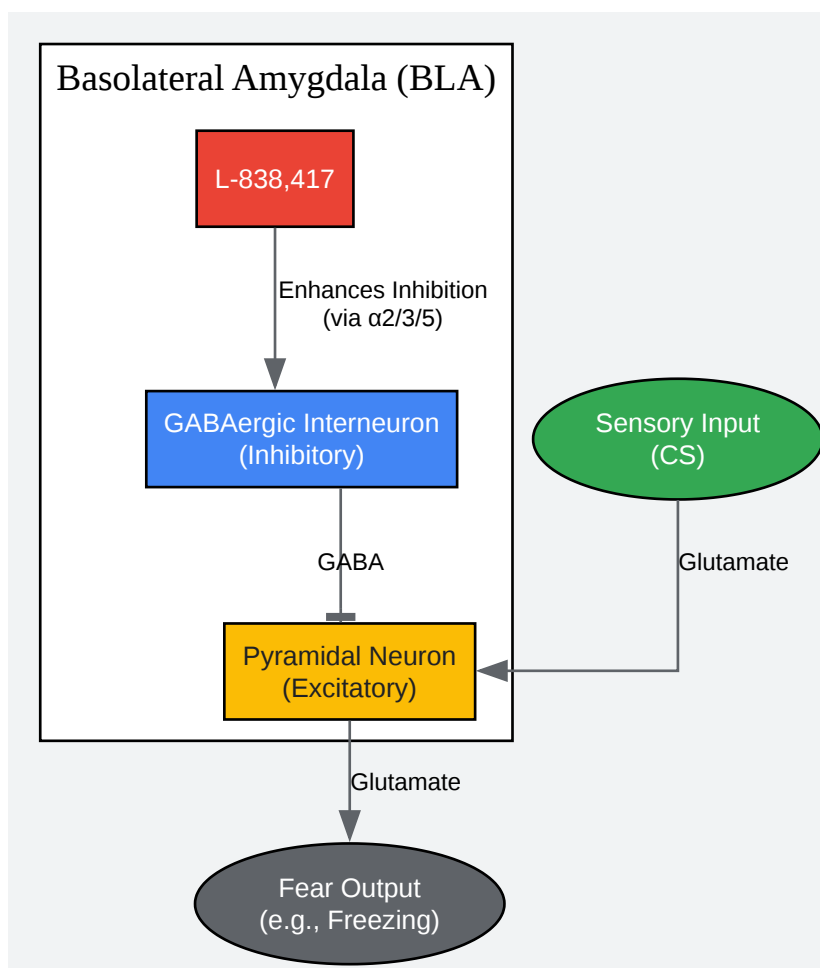 Basolateral Amygdala (BLA)
L-838,417
Enhances Inhibition
(via α2/3/5)
GABAergic Interneuron
(Inhibitory)
Sensory Input
(CS)
GABA
Glutamate
Pyramidal Neuron
(Excitatory)
Glutamate
Fear Output
(e.g., Freezing)